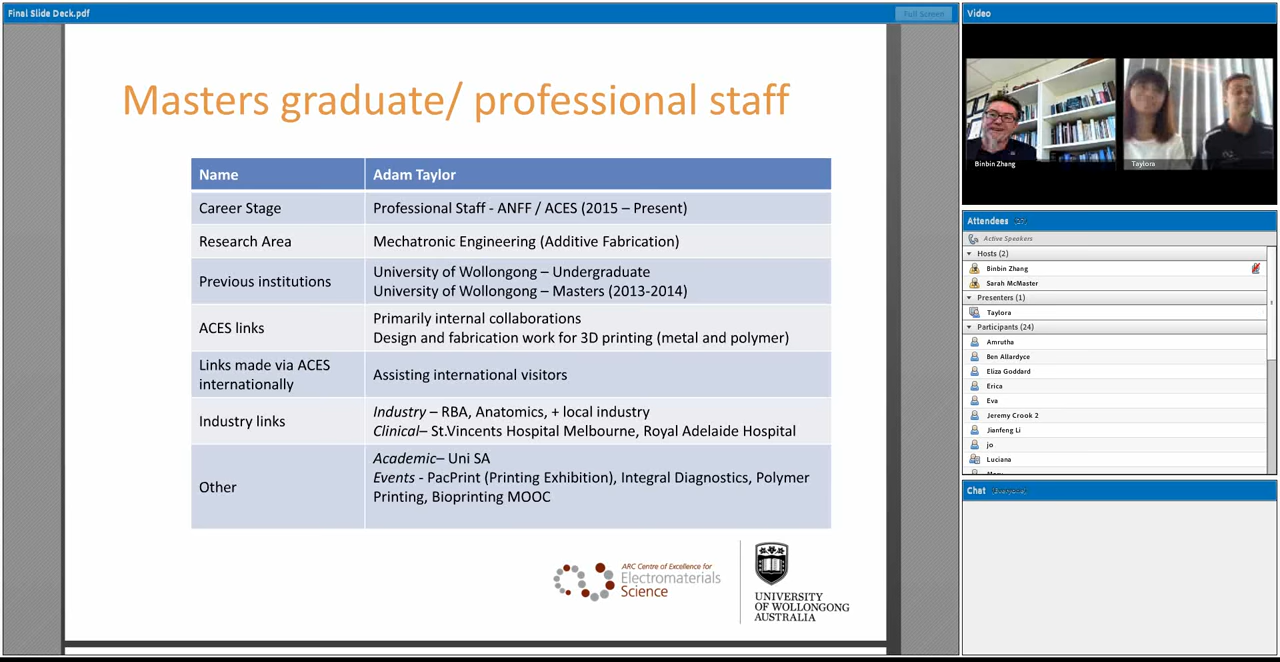 Final Slide Deck.pdf
Full Screen
Masters graduate/ professional staff
Name
Adam Taylor
Career Stage
Professional Staff - ANFF / ACES (2015 – Present)
Research Area
Mechatronic Engineering (Additive Fabrication)
Previous institutions
University of Wollongong – Undergraduate
University of Wollongong – Masters (2013-2014)
ACES links
Primarily internal collaborations
Design and fabrication work for 3D printing (metal and polymer)
Links made via ACES
internationally
Assisting international visitors
Industry links
Industry – RBA, Anatomics, + local industry
Clinical– St.Vincents Hospital Melbourne, Royal Adelaide Hospital
Other
Academic– Uni SA
Events - PacPrint (Printing Exhibition), Integral Diagnostics, Polymer
Printing, Bioprinting MOOC
ARC Centre of Excellence for
Electromaterials
Science
UNIVERSITY
OF WOLLONGONG
AUSTRALIA
Video
Binbin Zhang
Taylora
Attendees
Active Speakers
Hosts (2)
Binbin Zhang
Sarah McMaster
Presenters (1)
Taylora
Participants (24)
Amrutha
Ben Allardyce
Eliza Goddard
Erica
Eva
Jeremy Crook 2
Jianfeng Li
jo
Luciana
Chat (Everyone)